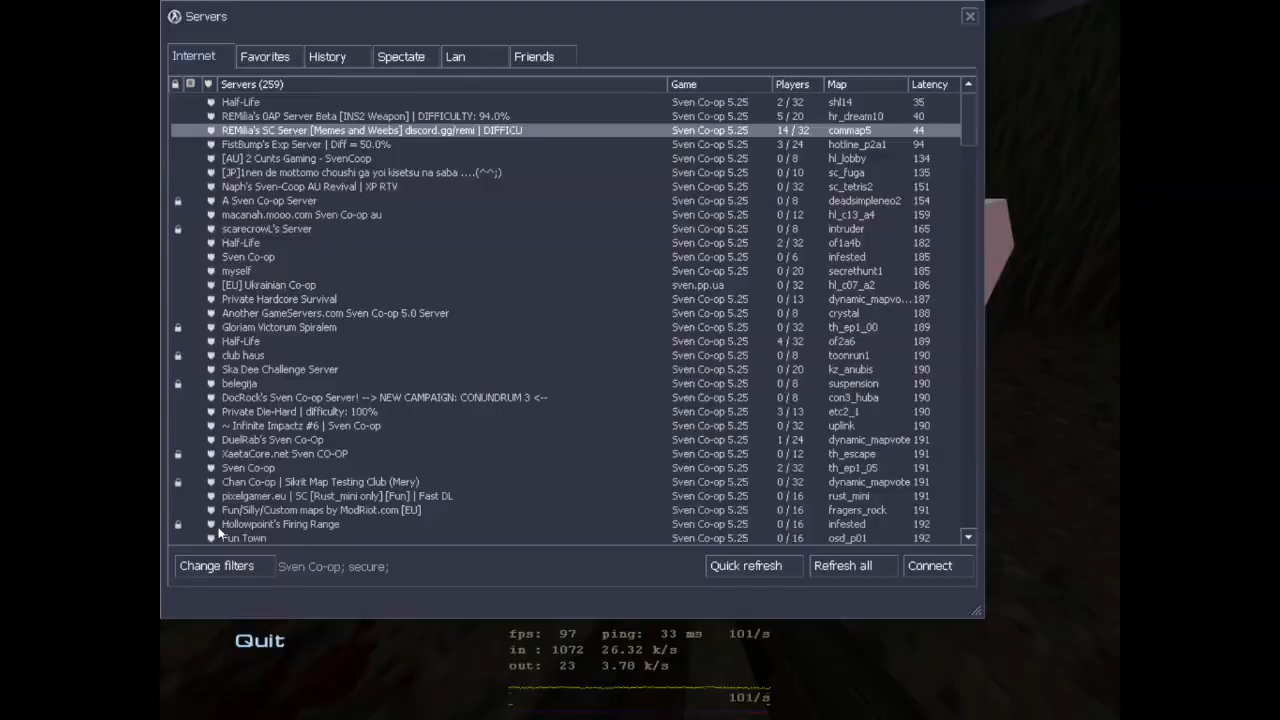 Servers
Internet Favorites History Spectate Lan Friends
Servers (259) Game Players Map Latency
Half-Life Sven Co-op 5.25 2 / 32 shl14 35
REMilia's 0AP Server Beta [INS2 Weapon] | DIFFICULTY: 94.0% Sven Co-op 5.25 5 / 20 hr_dream10 40
REMilia's SC Server [Memes and Weebs] discord.gg/remi | DIFFICU Sven Co-op 5.25 14 / 32 commap5 44
FistBump's Exp Server | Diff = 50.0% Sven Co-op 5.25 3 / 24 hotline_p2a1 94
[AU] 2 Cunts Gaming - SvenCoop Sven Co-op 5.25 0 / 8 hl_lobby 134
[JP]1nen de mottomo choushi ga yoi kisetsu na saba ....(^^;) Sven Co-op 5.25 0 / 10 sc_fuga 135
Naph's Sven-Coop AU Revival | XP RTV Sven Co-op 5.25 0 / 32 sc_tetris2 151
A Sven Co-op Server Sven Co-op 5.25 0 / 8 deadsimpleneo2 154
macanah.mooo.com Sven Co-op au Sven Co-op 5.25 0 / 12 hl_c13_a4 159
scarecrowL's Server Sven Co-op 5.25 0 / 8 intruder 165
Half-Life Sven Co-op 5.25 2 / 32 of1a4b 182
Sven Co-op Sven Co-op 5.25 0 / 6 infested 185
myself Sven Co-op 5.25 0 / 20 secrethunt1 185
[EU] Ukrainian Co-op sven.pp.ua 0 / 32 hl_c07_a2 186
Private Hardcore Survival Sven Co-op 5.25 0 / 13 dynamic_mapvo... 187
Another GameServers.com Sven Co-op 5.0 Server Sven Co-op 5.25 0 / 8 crystal 188
Gloriam Victorum Spiralem Sven Co-op 5.25 0 / 32 th_ep1_00 189
Half-Life Sven Co-op 5.25 4 / 32 of2a6 189
club haus Sven Co-op 5.25 0 / 8 toonrun1 190
Ska Dee Challenge Server Sven Co-op 5.25 0 / 20 kz_anubis 190
belegija Sven Co-op 5.25 0 / 8 suspension 190
DocRock's Sven Co-op Server! --> NEW CAMPAIGN: CONUNDRUM 3 <-- Sven Co-op 5.25 0 / 8 con3_huba 190
Private Die-Hard | difficulty: 100% Sven Co-op 5.25 3 / 13 etc2_1 190
~ Infinite Impactz #6 | Sven Co-op Sven Co-op 5.25 0 / 32 uplink 190
DuelRab's Sven Co-Op Sven Co-op 5.25 1 / 24 dynamic_mapvote 191
XaetaCore.net Sven CO-OP Sven Co-op 5.25 0 / 12 th_escape 191
Sven Co-op Sven Co-op 5.25 2 / 32 th_ep1_05 191
Chan Co-op | Sikrit Map Testing Club (Mery) Sven Co-op 5.25 0 / 32 dynamic_mapvote 191
pixelgamer.eu | SC [Rust_mini only] [Fun] | Fast DL Sven Co-op 5.25 0 / 16 rust_mini 191
Fun/Silly/Custom maps by ModRiot.com [EU] Sven Co-op 5.25 0 / 16 fragers_rock 191
Hollowpoint's Firing Range Sven Co-op 5.25 0 / 16 infested 192
Fun Town Sven Co-op 5.25 0 / 16 osd_p01 192
Change filters Sven Co-op; secure; Quick refresh Refresh all Connect
Quit
fps: 97 ping: 33 ms 101/s
in : 1072 26.32 k/s
out: 23 3.78 k/s
101/s